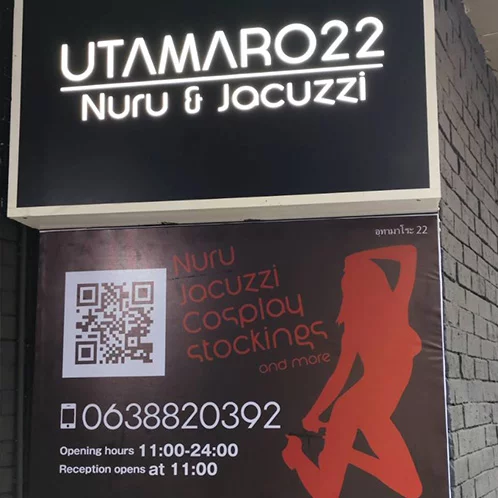 UTAMARO22
Nuru & Jacuzzi
อุทามาโระ 22
Nuru
Jacuzzi
Cosplay
stockings
and more
0638820392
Opening hours 11:00-24:00
Reception opens at 11:00